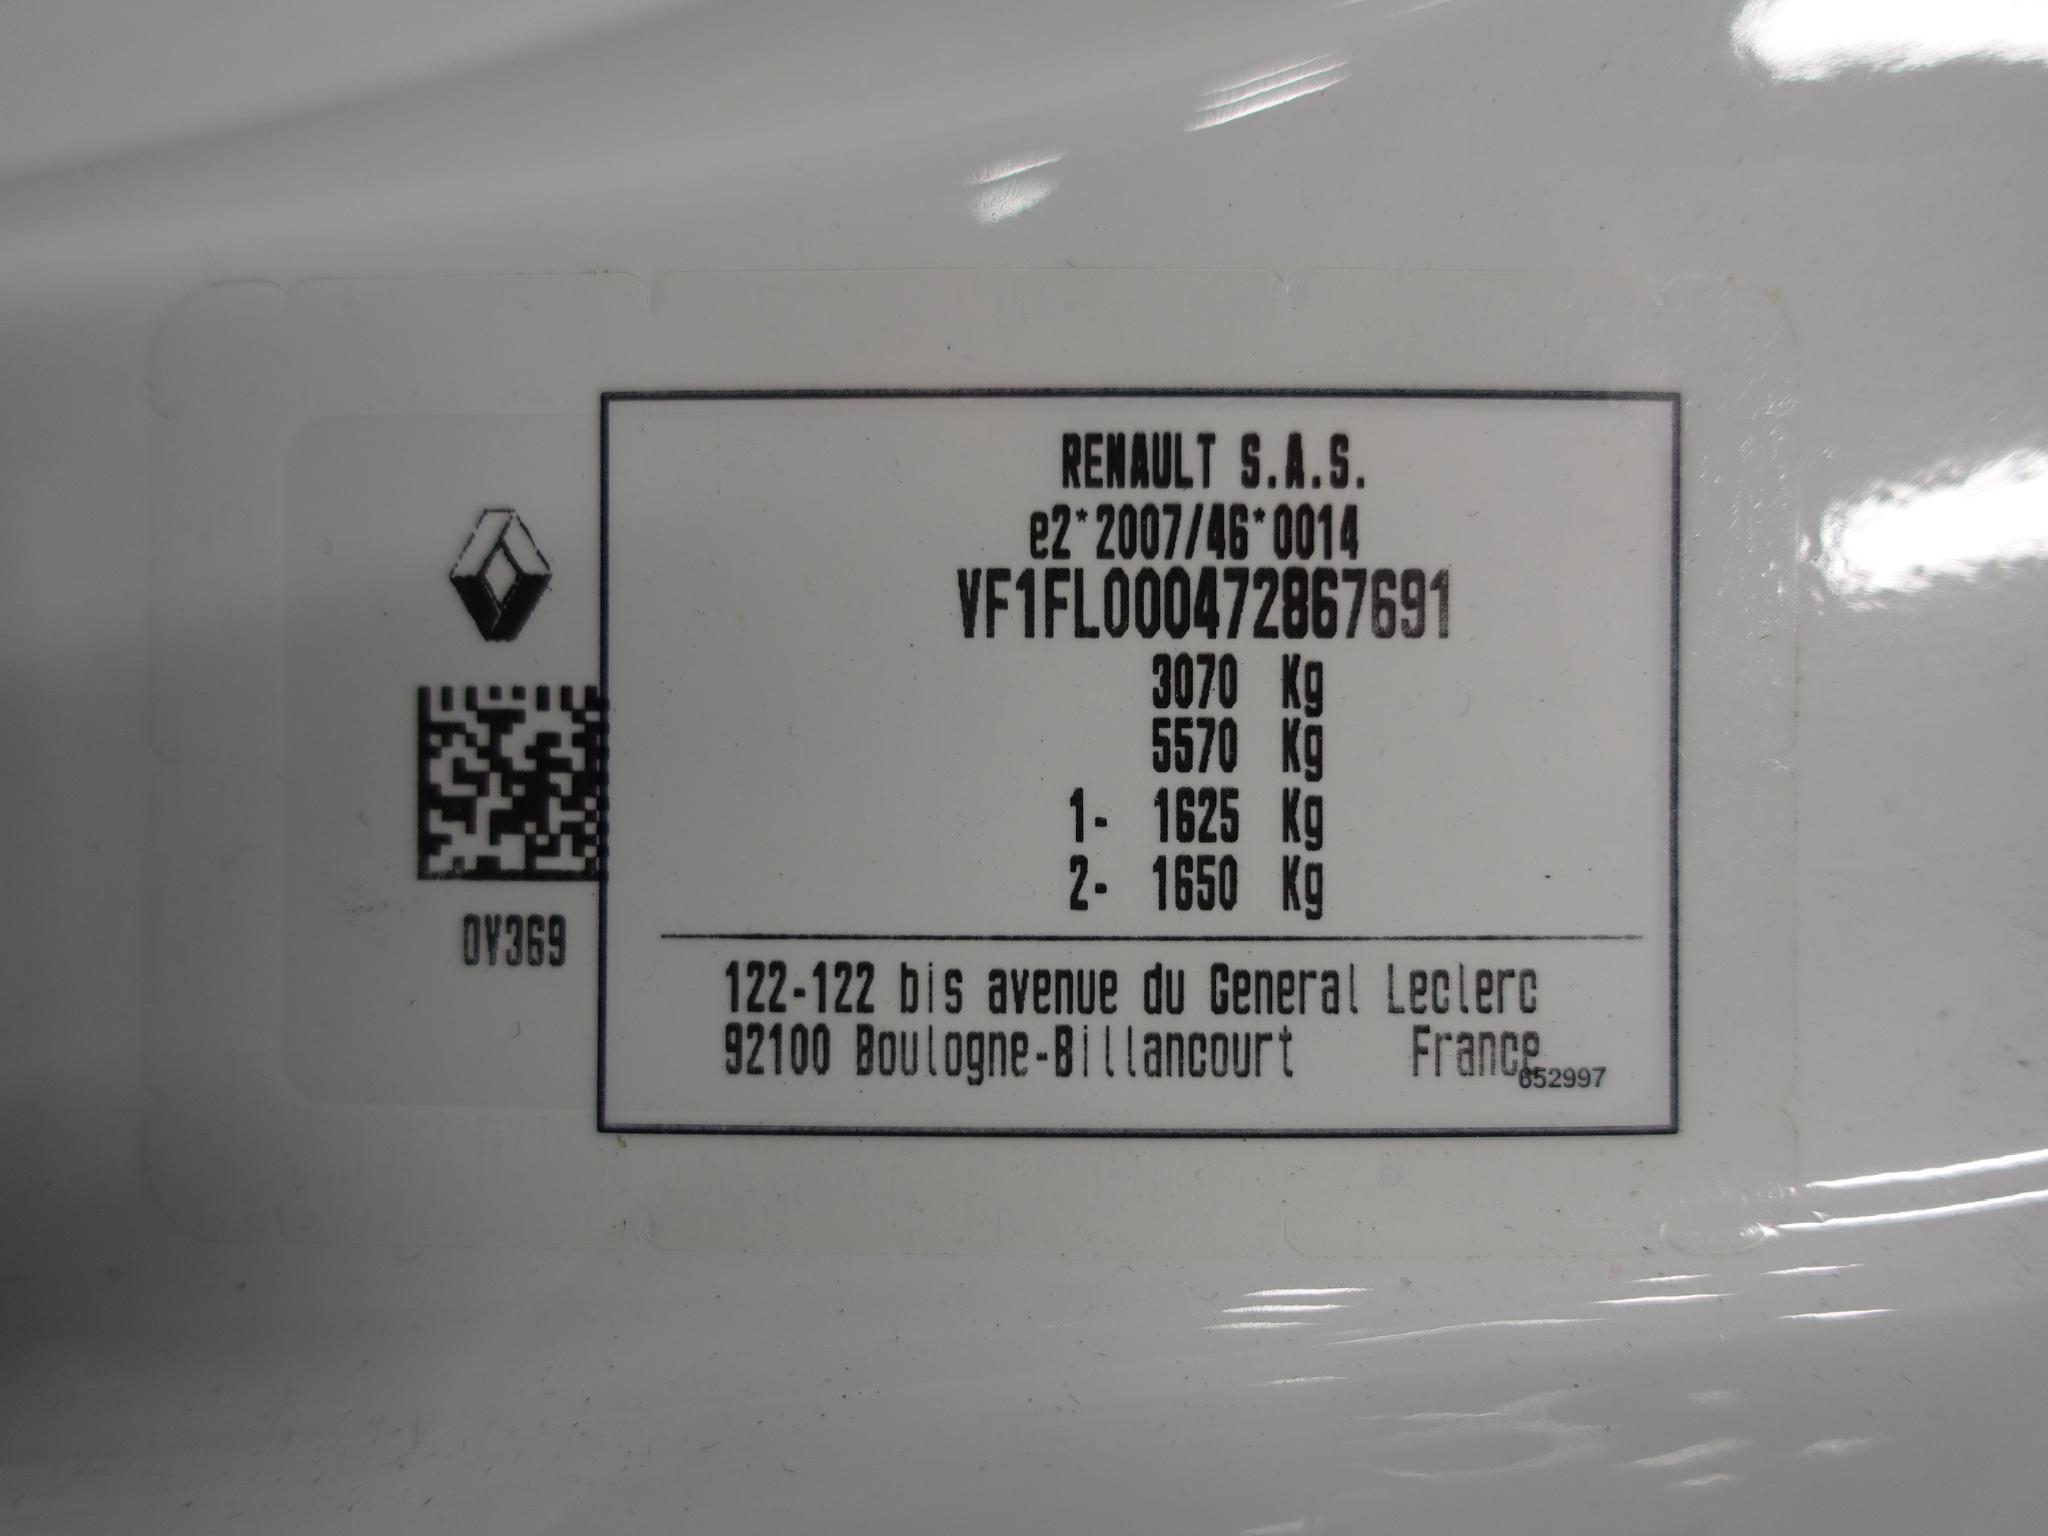 RENAULT S.A.S.
e2*2007/46*0014
VF1FL000472867691
3070 Kg
5570 Kg
1- 1625 Kg
2- 1650 Kg
0V369
122-122 bis avenue du General Leclerc
92100 Boulogne-Billancourt France
652997